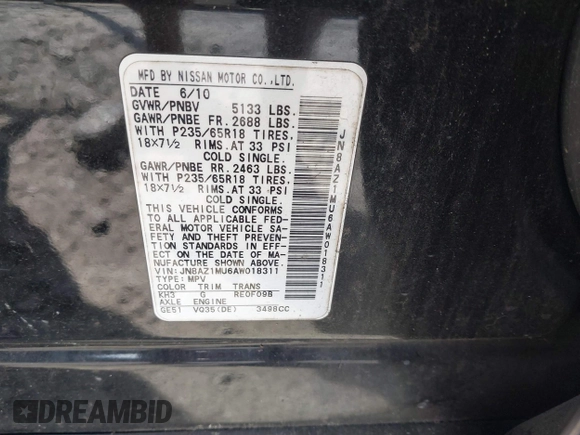 MFD BY NISSAN MOTOR CO.,LTD.
DATE 6/10
GVWR/PNBV 5133 LBS.
GAWR/PNBE FR. 2688 LBS.
WITH P235/65R18 TIRES,
18X7½ RIMS. AT 33 PSI
COLD SINGLE.
GAWR/PNBE RR. 2463 LBS.
WITH P235/65R18 TIRES,
18X7½ RIMS. AT 33 PSI
COLD SINGLE.
THIS VEHICLE CONFORMS
TO ALL APPLICABLE FED-
ERAL MOTOR VEHICLE SA-
FETY AND THEFT PREVEN-
TION STANDARDS IN EFF-
ECT ON THE DATE OF MA-
NUFACTURE SHOWN ABOVE.
VIN: JN8AZ1MU6AW018311
TYPE: MPV
COLOR TRIM TRANS
KH3 G RE0F09B
AXLE ENGINE
GE51 VQ35(DE) 3498CC
JN8AZ1MU6AW018311
DREAMBID